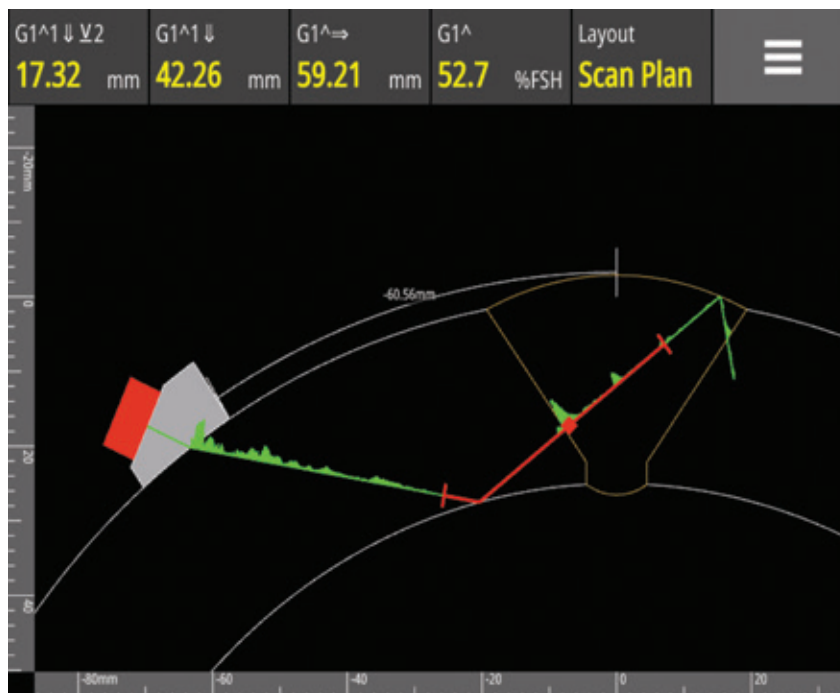 G1^1⇓⊻2
17.32 mm
G1^1⇓
42.26 mm
G1^⇒
59.21 mm
G1^
52.7 %FSH
Layout
Scan Plan
-20mm
-60.56mm
0
20
40
-80mm
-60
-40
-20
0
20